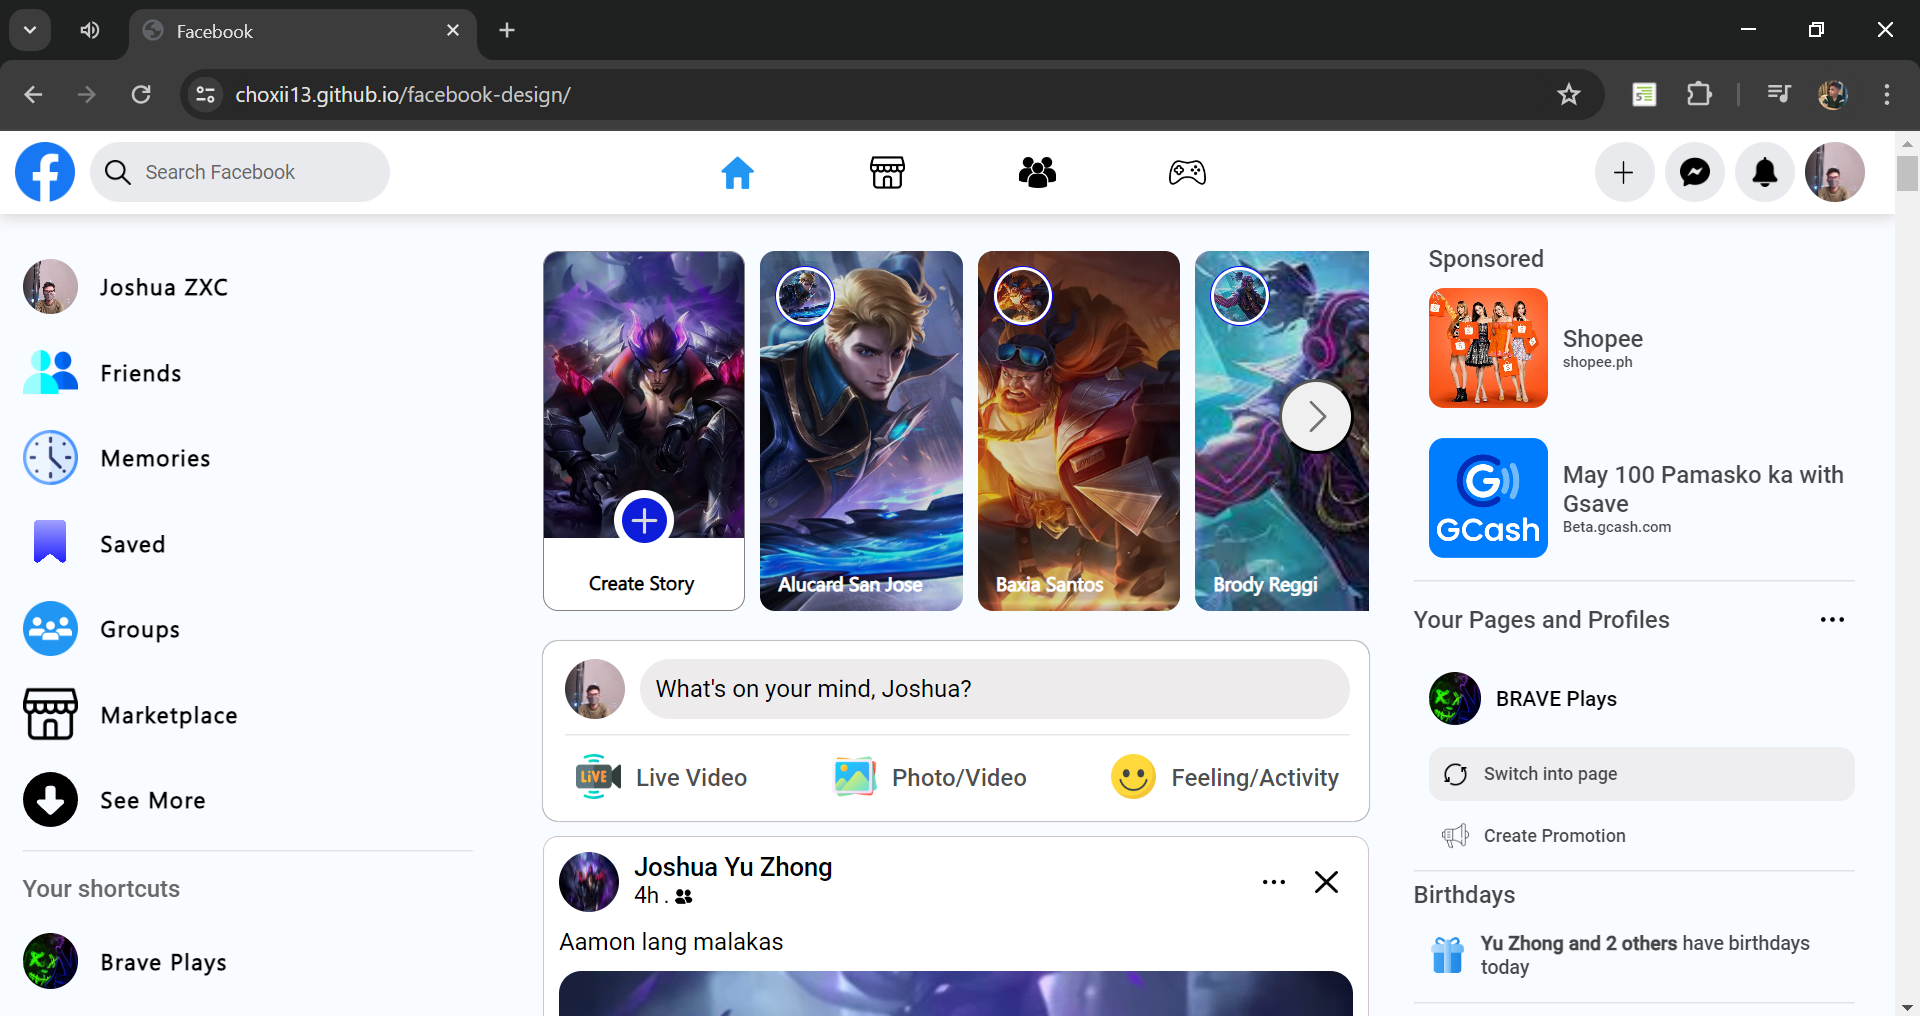 Facebook
choxii13.github.io/facebook-design/
Search Facebook
Joshua ZXC
Friends
Memories
Saved
Groups
Marketplace
See More
Your shortcuts
Brave Plays
Create Story
Alucard San Jose
Baxia Santos
Brody Reggi
What's on your mind, Joshua?
LiVE
Live Video
Photo/Video
Feeling/Activity
Joshua Yu Zhong
4h .
Aamon lang malakas
Sponsored
Shopee
shopee.ph
G
GCash
May 100 Pamasko ka with
Gsave
Beta.gcash.com
Your Pages and Profiles
BRAVE Plays
Switch into page
Create Promotion
Birthdays
Yu Zhong and 2 others have birthdays
today